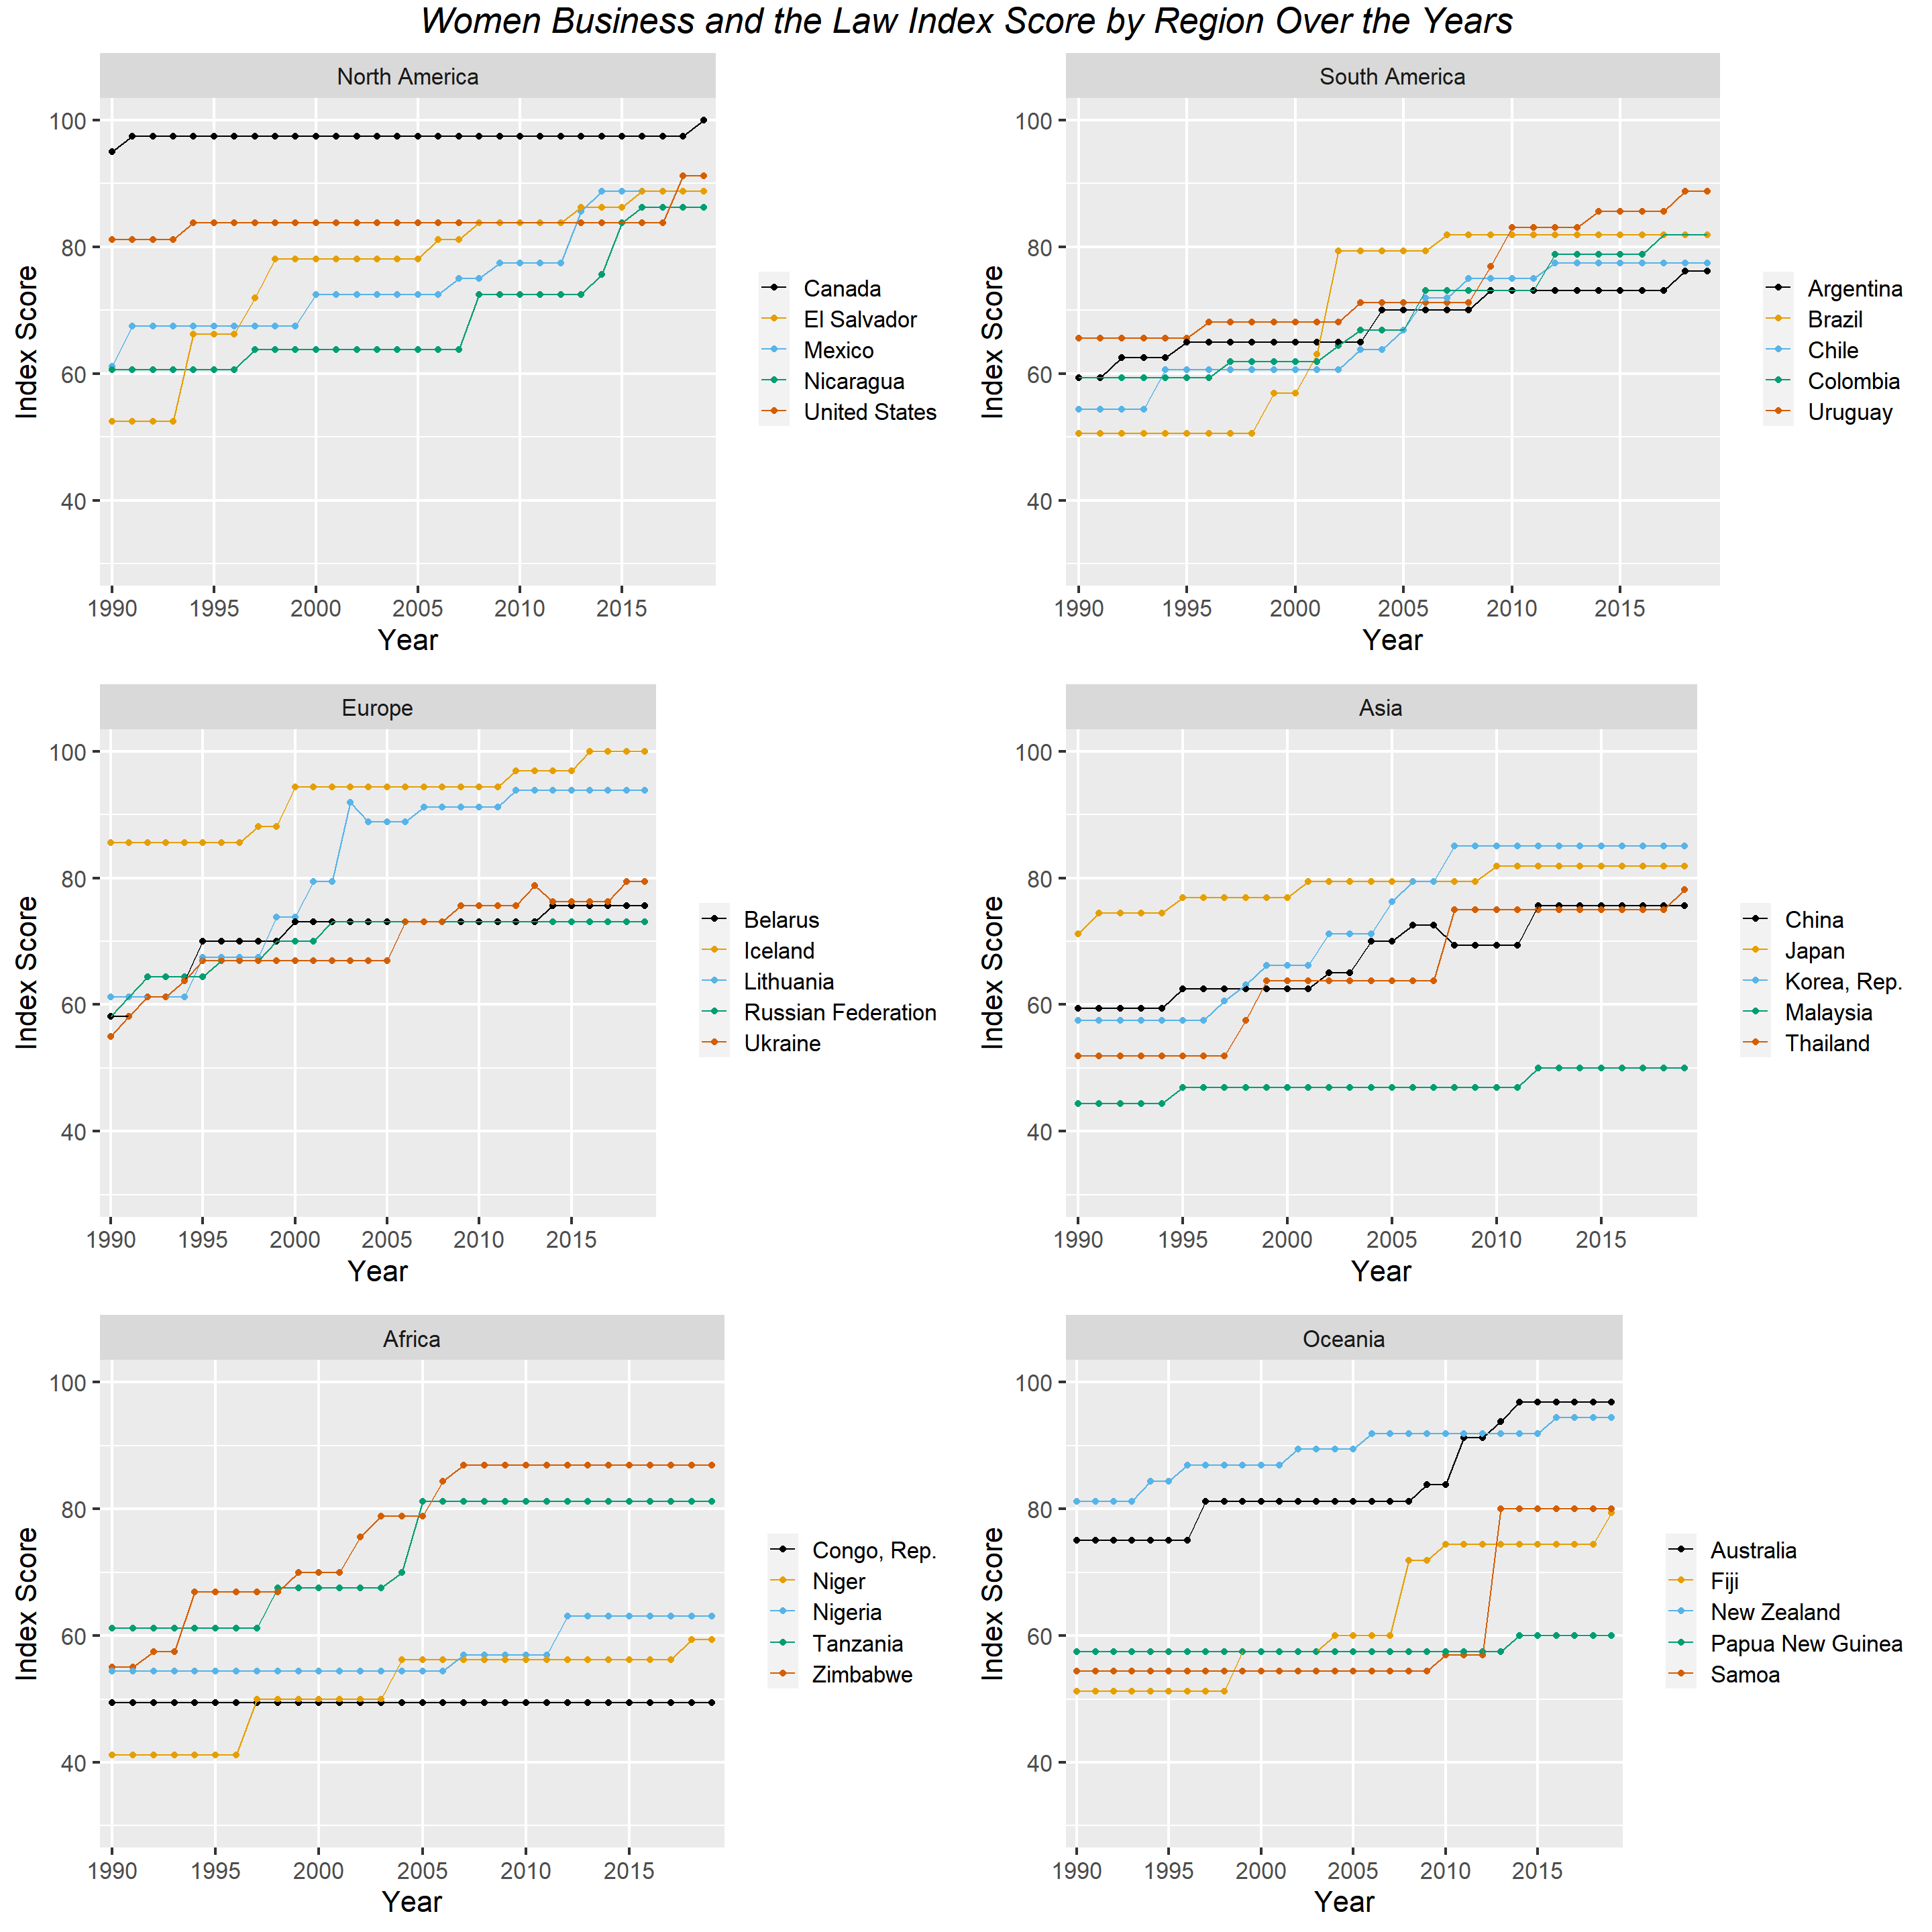 Women Business and the Law Index Score by Region Over the Years
North America
100
80
60
40
Index Score
1990 1995 2000 2005 2010 2015
Year
Canada
El Salvador
Mexico
Nicaragua
United States
South America
100
80
60
40
Index Score
1990 1995 2000 2005 2010 2015
Year
Argentina
Brazil
Chile
Colombia
Uruguay
Europe
100
80
60
40
Index Score
1990 1995 2000 2005 2010 2015
Year
Belarus
Iceland
Lithuania
Russian Federation
Ukraine
Asia
100
80
60
40
Index Score
1990 1995 2000 2005 2010 2015
Year
China
Japan
Korea, Rep.
Malaysia
Thailand
Africa
100
80
60
40
Index Score
1990 1995 2000 2005 2010 2015
Year
Congo, Rep.
Niger
Nigeria
Tanzania
Zimbabwe
Oceania
100
80
60
40
Index Score
1990 1995 2000 2005 2010 2015
Year
Australia
Fiji
New Zealand
Papua New Guinea
Samoa